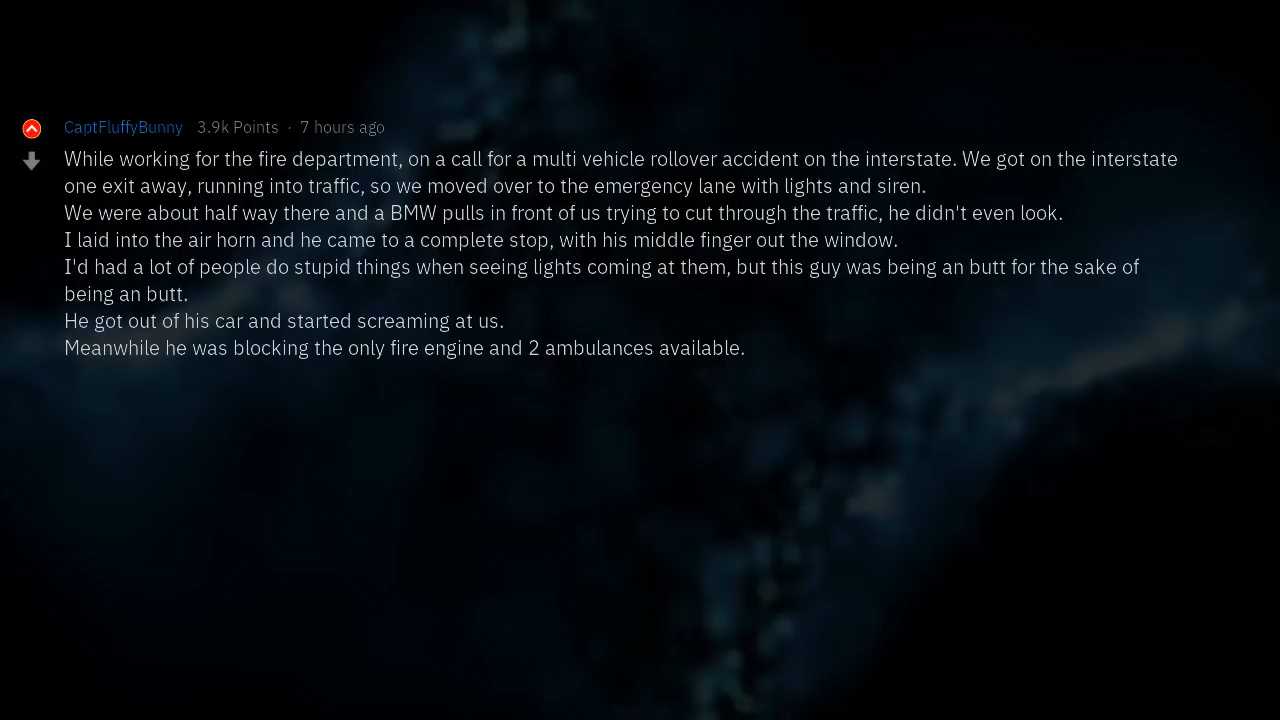 CaptFluffyBunny 3.9k Points · 7 hours ago
While working for the fire department, on a call for a multi vehicle rollover accident on the interstate. We got on the interstate
one exit away, running into traffic, so we moved over to the emergency lane with lights and siren.
We were about half way there and a BMW pulls in front of us trying to cut through the traffic, he didn't even look.
I laid into the air horn and he came to a complete stop, with his middle finger out the window.
I'd had a lot of people do stupid things when seeing lights coming at them, but this guy was being an butt for the sake of
being an butt.
He got out of his car and started screaming at us.
Meanwhile he was blocking the only fire engine and 2 ambulances available.